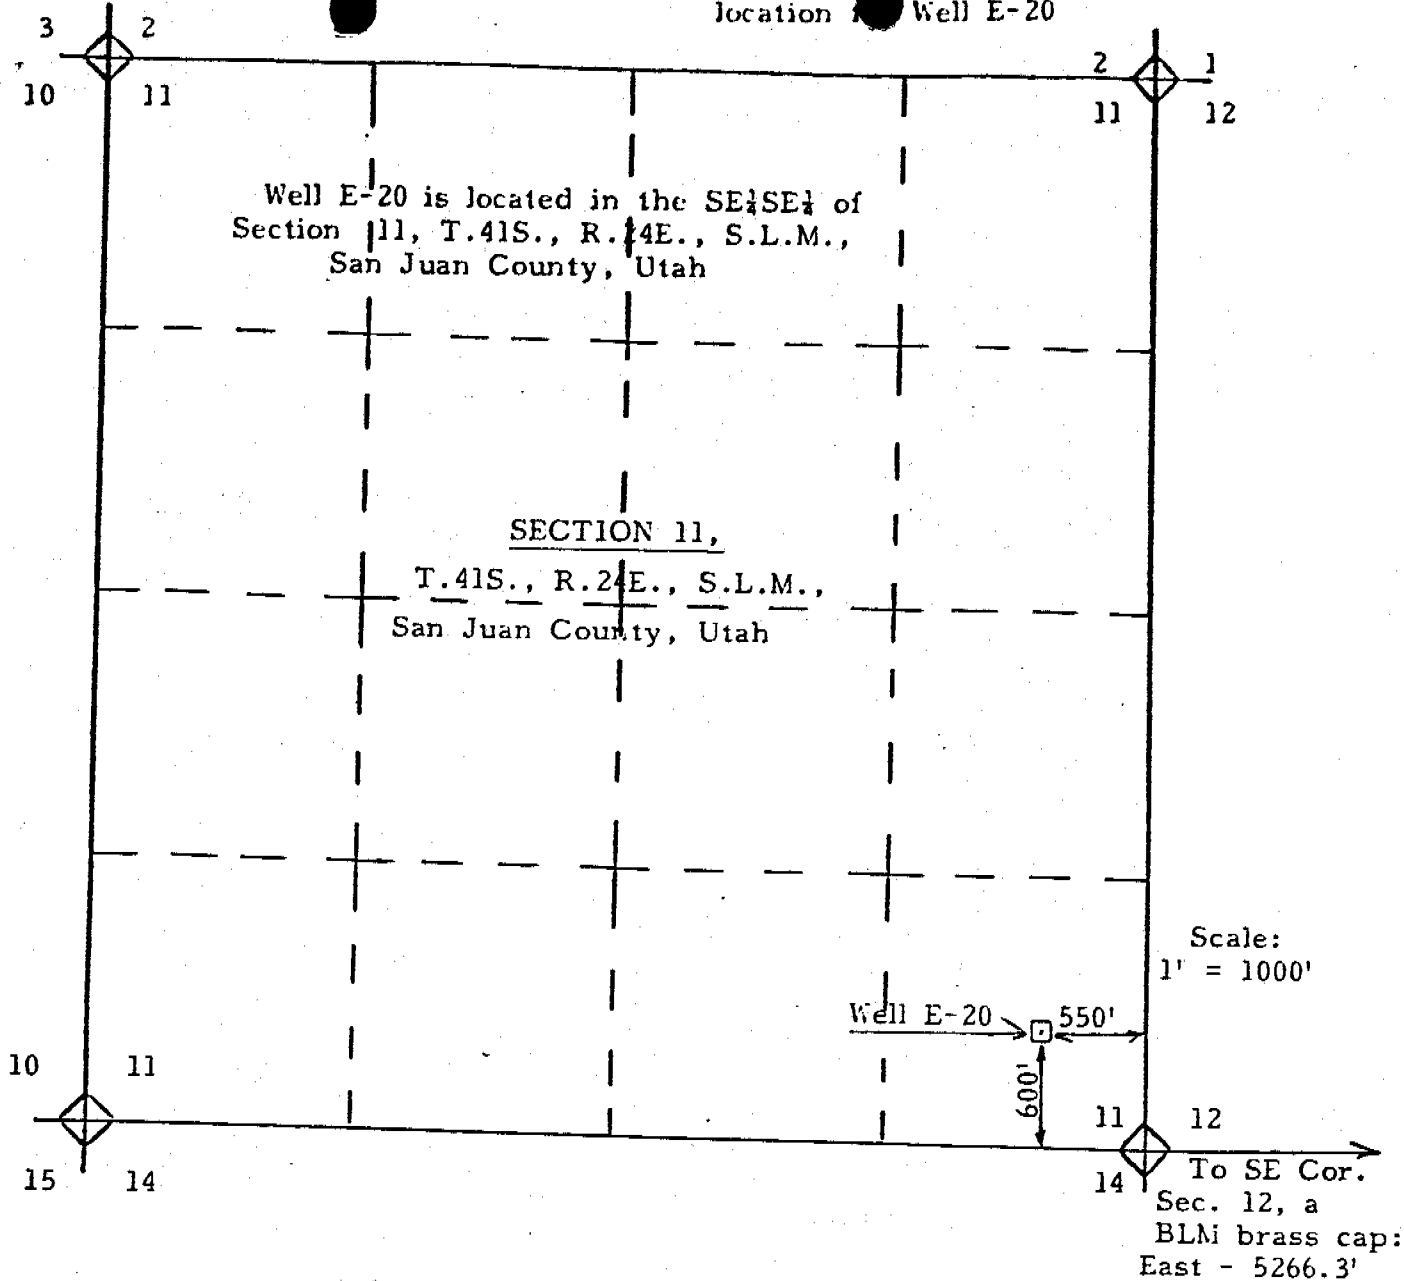 location Well E-20
3 2
2 1
10 11
11 12
Well E-20 is located in the SE¼SE¼ of
Section 11, T.41S., R.24E., S.L.M.,
San Juan County, Utah
SECTION 11,
T.41S., R.24E., S.L.M.,
San Juan County, Utah
Scale:
1' = 1000'
Well E-20
550'
600'
10 11
11 12
15 14
14
To SE Cor.
Sec. 12, a
BLM brass cap:
East - 5266.3'